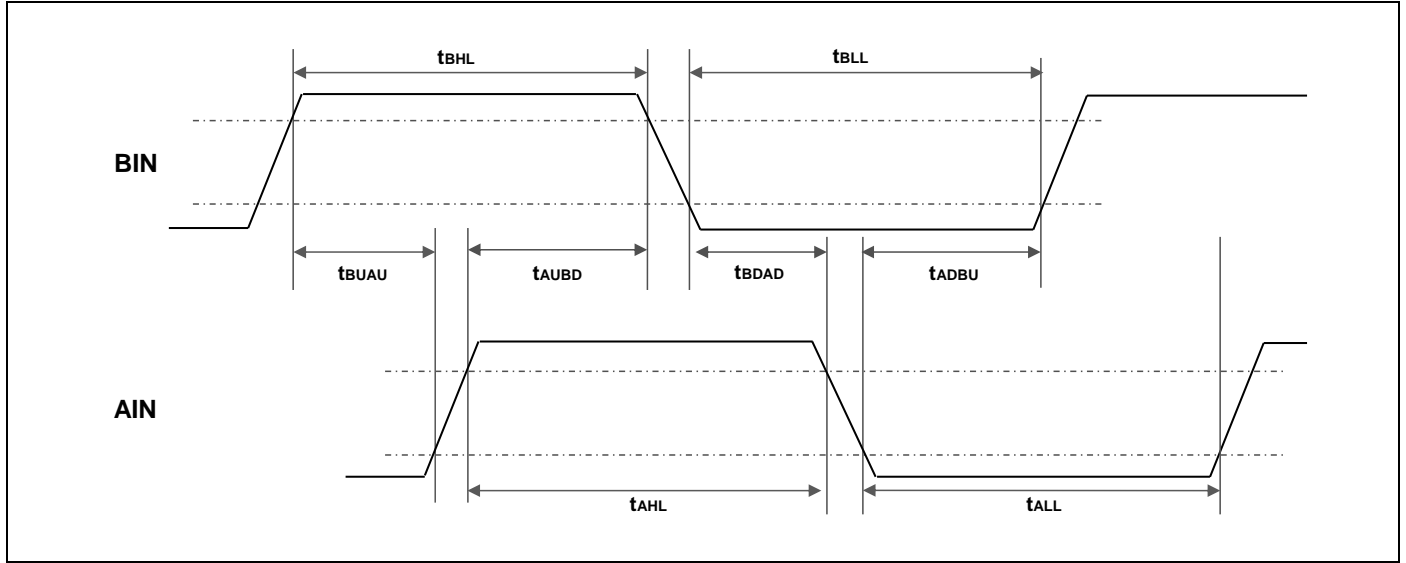 tBHL
tBLL
BIN
tBUAU
tAUBD
tBDAD
tADBU
AIN
tAHL
tALL